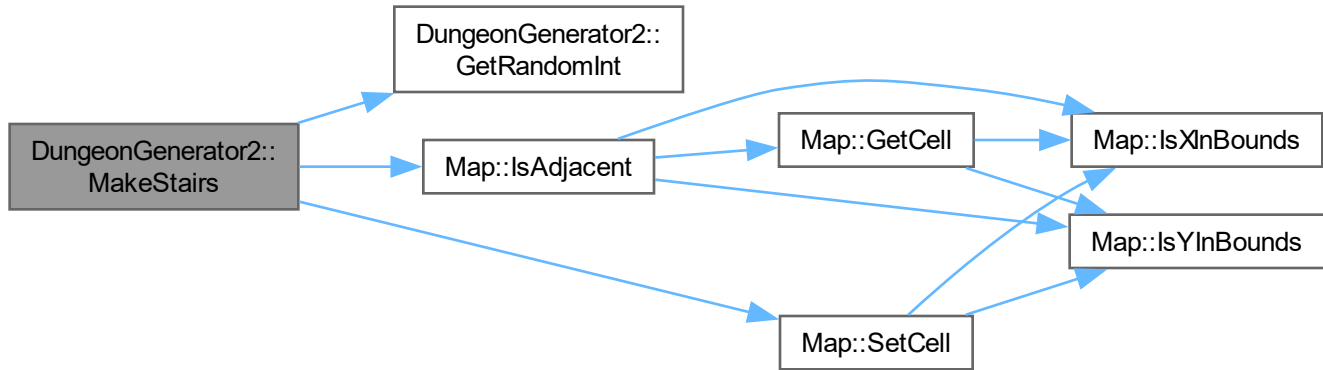 DungeonGenerator2::
GetRandomInt
DungeonGenerator2::
MakeStairs
Map::IsAdjacent
Map::GetCell
Map::IsXInBounds
Map::IsYInBounds
Map::SetCell